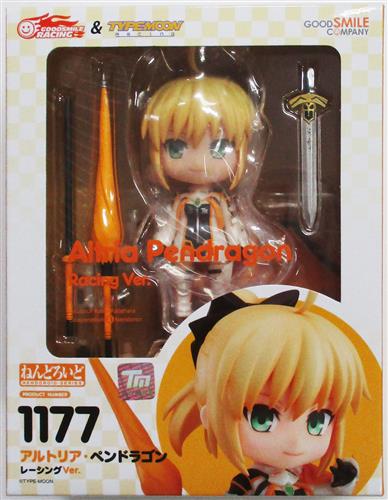 GOODSMILE
RACING
&
TYPE-MOON
Racing
GOOD SMILE
COMPANY
Altria Pendragon
Racing Ver.
ねんどろいど
NENDOROID SERIES
PRODUCT NUMBER
1177
TM
アルトリア・ペンドラゴン
レーシングVer.
©TYPE-MOON